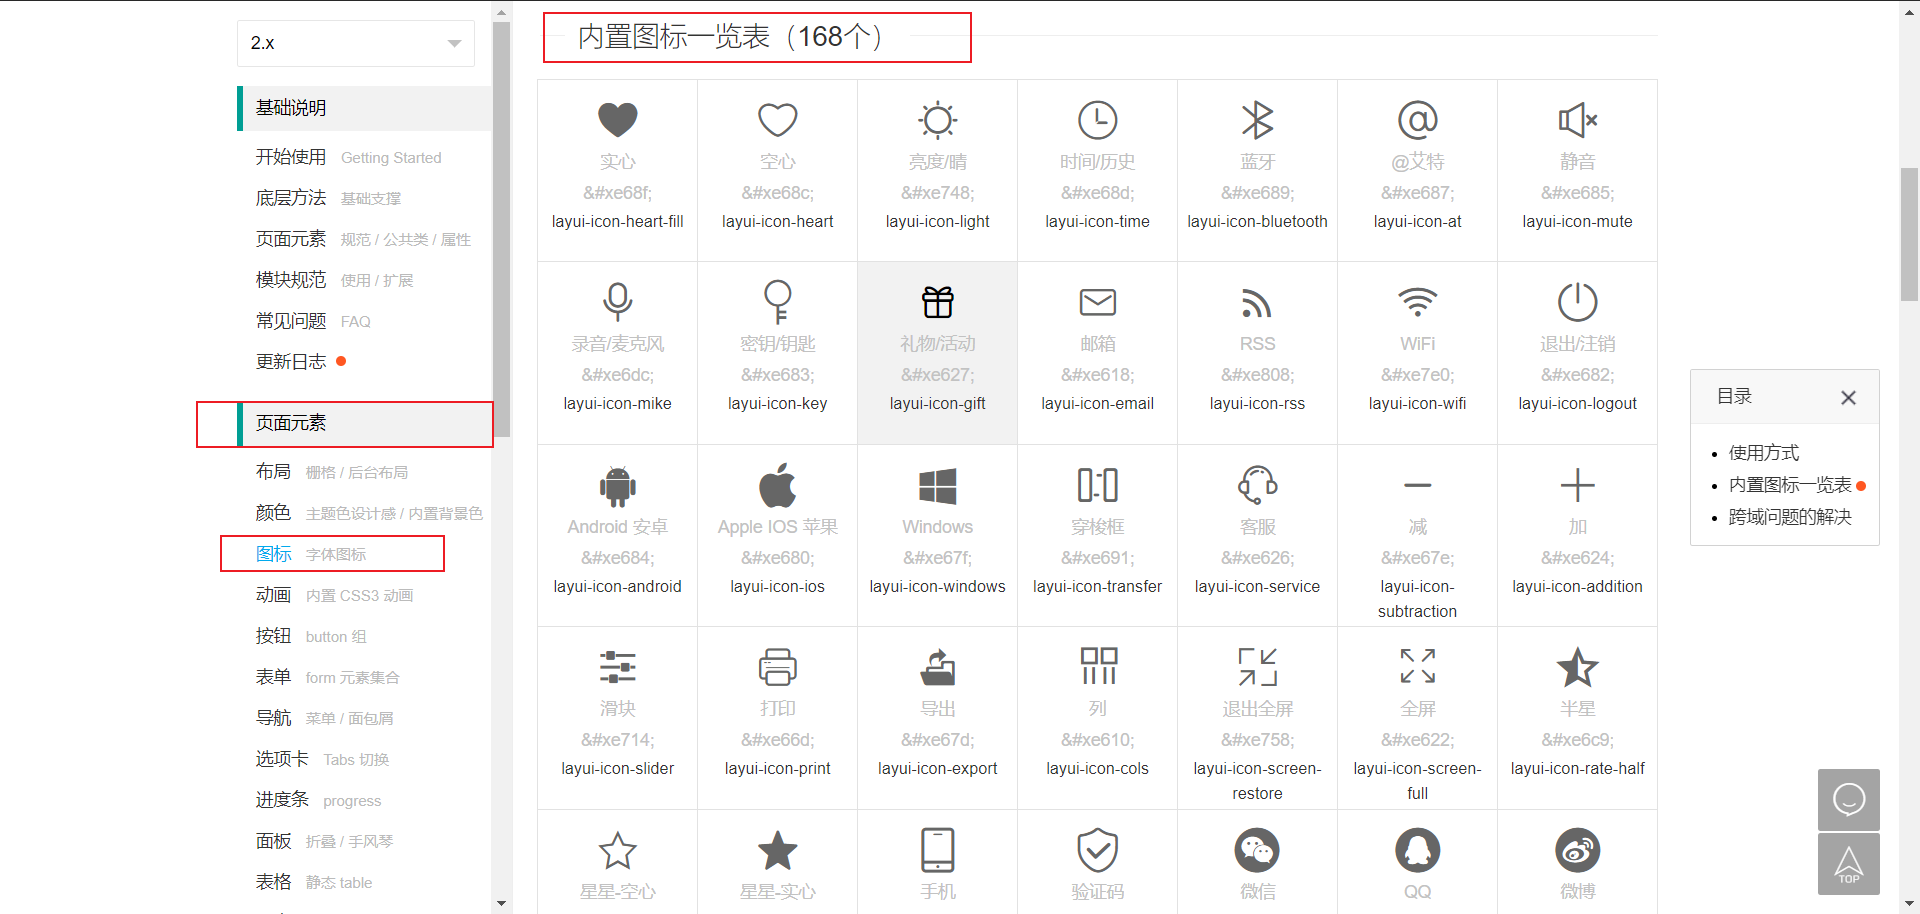 2.x
基础说明
开始使用 Getting Started
底层方法 基础支撑
页面元素 规范 / 公共类 / 属性
模块规范 使用 / 扩展
常见问题 FAQ
更新日志
页面元素
布局 栅格 / 后台布局
颜色 主题色设计感 / 内置背景色
图标 字体图标
动画 内置 CSS3 动画
按钮 button 组
表单 form 元素集合
导航 菜单 / 面包屑
选项卡 Tabs 切换
进度条 progress
面板 折叠 / 手风琴
表格 静态 table
内置图标一览表（168个）
实心 空心 亮度/晴 时间/历史 蓝牙 @艾特 静音
&#xe68f; &#xe68c; &#xe748; &#xe68d; &#xe689; &#xe687; &#xe685;
layui-icon-heart-fill layui-icon-heart layui-icon-light layui-icon-time layui-icon-bluetooth layui-icon-at layui-icon-mute
录音/麦克风 密钥/钥匙 礼物/活动 邮箱 RSS WiFi 退出/注销
&#xe6dc; &#xe683; &#xe627; &#xe618; &#xe808; &#xe7e0; &#xe682;
layui-icon-mike layui-icon-key layui-icon-gift layui-icon-email layui-icon-rss layui-icon-wifi layui-icon-logout
Android 安卓 Apple IOS 苹果 Windows 穿梭框 客服 减 加
&#xe684; &#xe680; &#xe67f; &#xe691; &#xe626; &#xe67e; &#xe624;
layui-icon-android layui-icon-ios layui-icon-windows layui-icon-transfer layui-icon-service layui-icon- layui-icon-addition
subtraction
滑块 打印 导出 列 退出全屏 全屏 半星
&#xe714; &#xe66d; &#xe67d; &#xe610; &#xe758; &#xe622; &#xe6c9;
layui-icon-slider layui-icon-print layui-icon-export layui-icon-cols layui-icon-screen- layui-icon-screen- layui-icon-rate-half
restore full
星星-空心 星星-实心 手机 验证码 微信 QQ 微博
目录
使用方式
内置图标一览表
跨域问题的解决
TOP